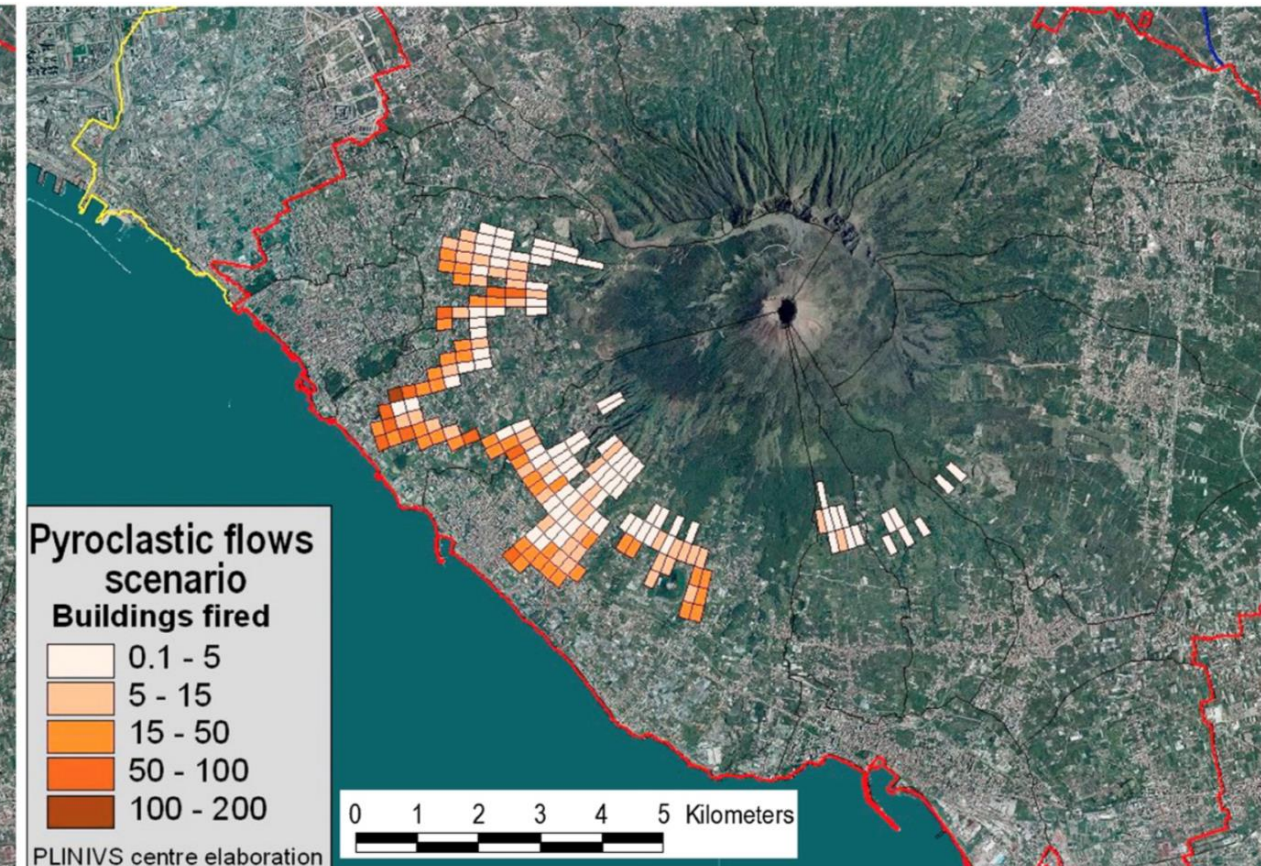 Pyroclastic flows
scenario
Buildings fired
0.1 - 5
5 - 15
15 - 50
50 - 100
100 - 200
PLINIVS centre elaboration
0 1 2 3 4 5 Kilometers